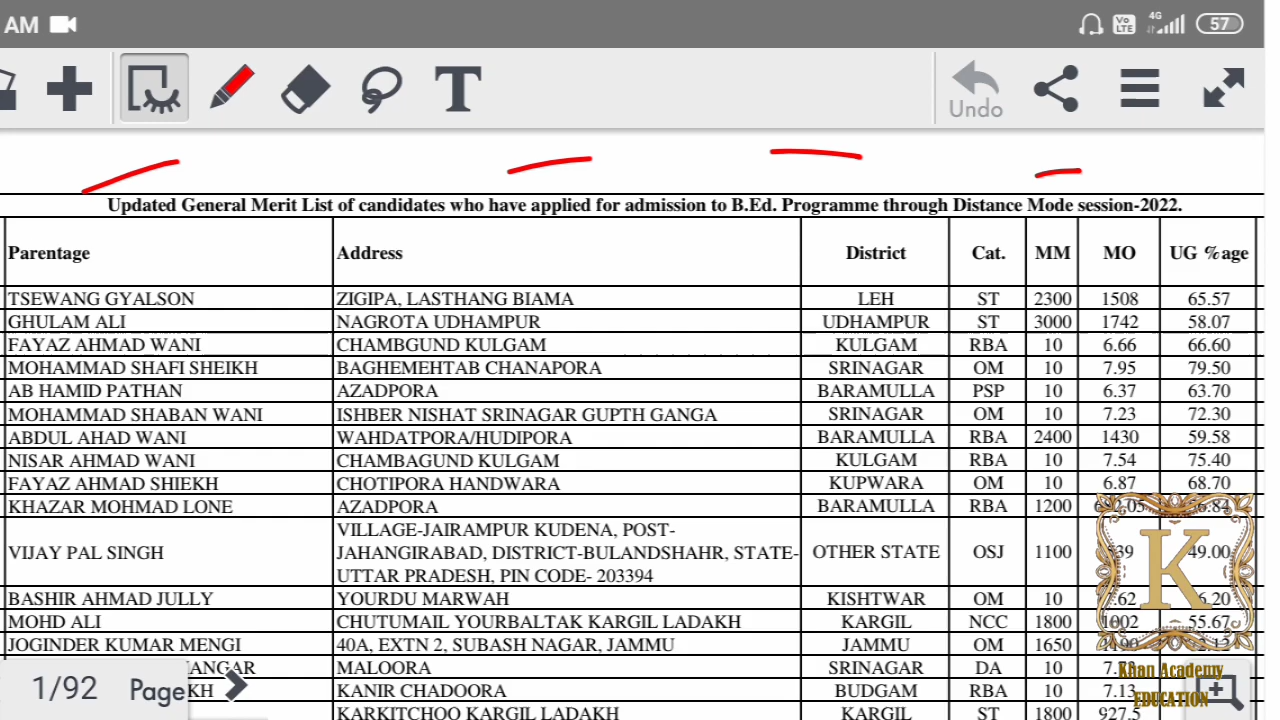 AM Vo LTE 4G 57
T Undo
Updated General Merit List of candidates who have applied for admission to B.Ed. Programme through Distance Mode session-2022.
Parentage Address District Cat. MM MO UG %age
TSEWANG GYALSON ZIGIPA, LASTHANG BIAMA LEH ST 2300 1508 65.57
GHULAM ALI NAGROTA UDHAMPUR UDHAMPUR ST 3000 1742 58.07
FAYAZ AHMAD WANI CHAMBGUND KULGAM KULGAM RBA 10 6.66 66.60
MOHAMMAD SHAFI SHEIKH BAGHEMEHTAB CHANAPORA SRINAGAR OM 10 7.95 79.50
AB HAMID PATHAN AZADPORA BARAMULLA PSP 10 6.37 63.70
MOHAMMAD SHABAN WANI ISHBER NISHAT SRINAGAR GUPTH GANGA SRINAGAR OM 10 7.23 72.30
ABDUL AHAD WANI WAHDATPORA/HUDIPORA BARAMULLA RBA 2400 1430 59.58
NISAR AHMAD WANI CHAMBAGUND KULGAM KULGAM RBA 10 7.54 75.40
FAYAZ AHMAD SHIEKH CHOTIPORA HANDWARA KUPWARA OM 10 6.87 68.70
KHAZAR MOHMAD LONE AZADPORA BARAMULLA RBA 1200
VILLAGE-JAIRAMPUR KUDENA, POST-
VIJAY PAL SINGH JAHANGIRABAD, DISTRICT-BULANDSHAHR, STATE- OTHER STATE OSJ 1100 49.00
UTTAR PRADESH, PIN CODE- 203394
BASHIR AHMAD JULLY YOURDU MARWAH KISHTWAR OM 10
MOHD ALI CHUTUMAIL YOURBALTAK KARGIL LADAKH KARGIL NCC 1800 1002 55.67
JOGINDER KUMAR MENGI 40A, EXTN 2, SUBASH NAGAR, JAMMU JAMMU OM 1650
MALOORA SRINAGAR DA 10
KANIR CHADOORA BUDGAM RBA 10 7.13
KARKITCHOO KARGIL LADAKH KARGIL ST 1800 927.5
1/92 Page
K
Khan Academy
EDUCATION